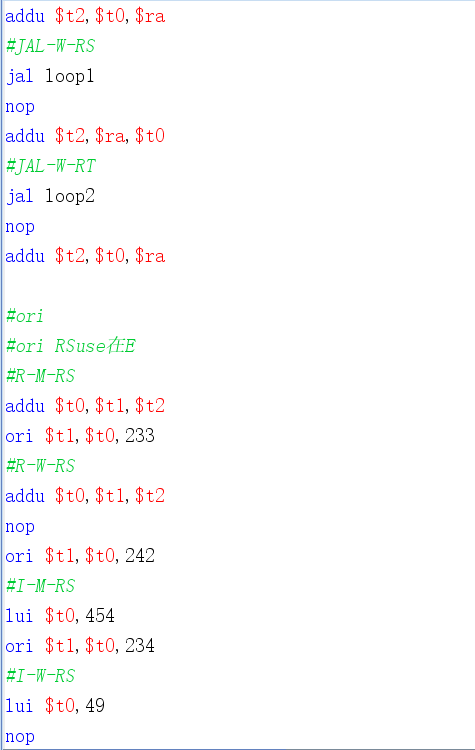 addu $t2,$t0,$ra
#JAL-W-RS
jal loop1
nop
addu $t2,$ra,$t0
#JAL-W-RT
jal loop2
nop
addu $t2,$t0,$ra
#ori
#ori RSuse在E
#R-M-RS
addu $t0,$t1,$t2
ori $t1,$t0,233
#R-W-RS
addu $t0,$t1,$t2
nop
ori $t1,$t0,242
#I-M-RS
lui $t0,454
ori $t1,$t0,234
#I-W-RS
lui $t0,49
nop